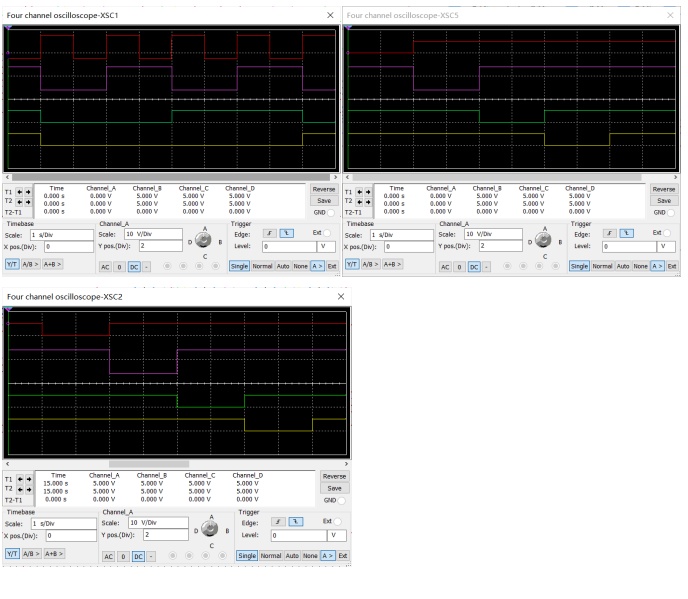 Four channel oscilloscope-XSC1
×
Time Channel_A Channel_B Channel_C Channel_D
T1 0.000 s 0.000 V 5.000 V 5.000 V 5.000 V
T2 0.000 s 0.000 V 5.000 V 5.000 V 5.000 V
T2-T1 0.000 s 0.000 V 0.000 V 0.000 V 0.000 V
Reverse
Save
GND
Timebase
Scale: 1 s/Div
X pos.(Div): 0
Y/T A/B > A+B >
Channel_A
Scale: 10 V/Div
Y pos.(Div): 2
AC 0 DC -
A
D B
C
Trigger
Edge: Ext
Level: 0 V
Single Normal Auto None A > Ext
Four channel oscilloscope-XSC5
×
Time Channel_A Channel_B Channel_C Channel_D
T1 0.000 s 0.000 V 5.000 V 5.000 V 5.000 V
T2 0.000 s 0.000 V 5.000 V 5.000 V 5.000 V
T2-T1 0.000 s 0.000 V 0.000 V 0.000 V 0.000 V
Reverse
Save
GND
Timebase
Scale: 1 s/Div
X pos.(Div): 0
Y/T A/B > A+B >
Channel_A
Scale: 10 V/Div
Y pos.(Div): 2
AC 0 DC -
A
D B
C
Trigger
Edge: Ext
Level: 0 V
Single Normal Auto None A > Ext
Four channel oscilloscope-XSC2
×
Time Channel_A Channel_B Channel_C Channel_D
T1 15.000 s 5.000 V 5.000 V 5.000 V 5.000 V
T2 15.000 s 5.000 V 5.000 V 5.000 V 5.000 V
T2-T1 0.000 s 0.000 V 0.000 V 0.000 V 0.000 V
Reverse
Save
GND
Timebase
Scale: 1 s/Div
X pos.(Div): 0
Y/T A/B > A+B >
Channel_A
Scale: 10 V/Div
Y pos.(Div): 2
AC 0 DC -
A
D B
C
Trigger
Edge: Ext
Level: 0 V
Single Normal Auto None A > Ext